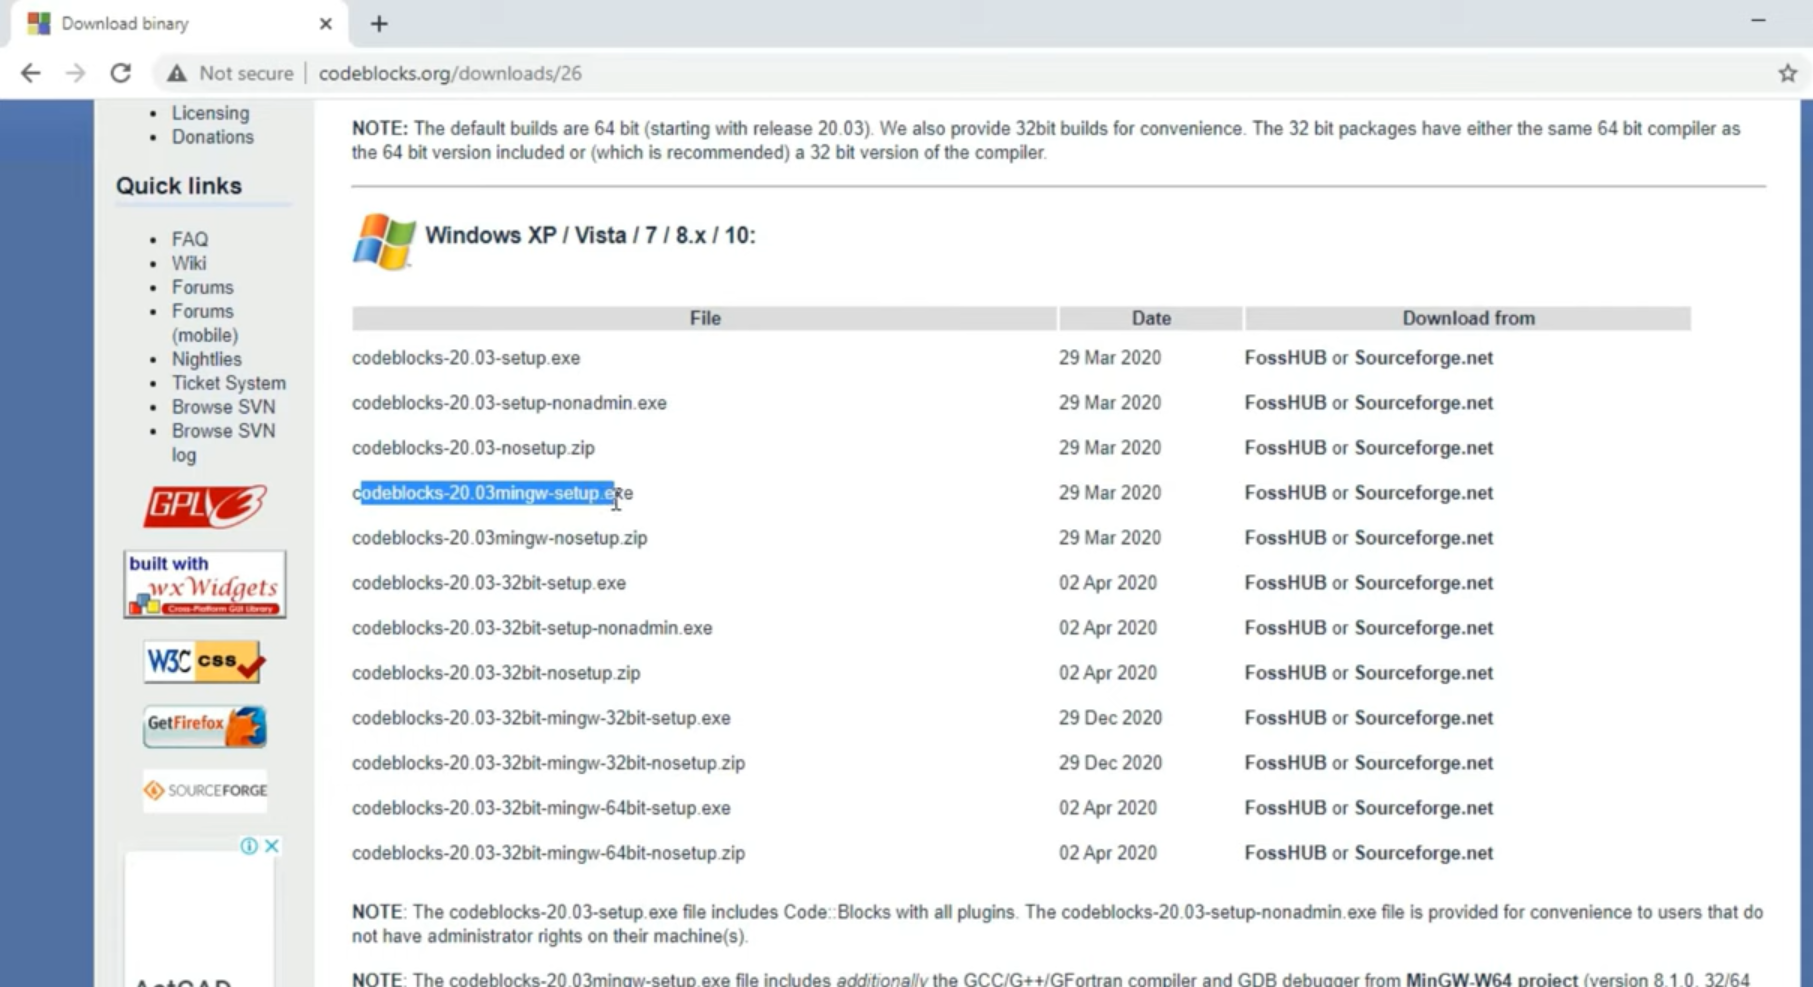 Download binary
Not secure
codeblocks.org/downloads/26
Licensing
Donations
Quick links
FAQ
Wiki
Forums
Forums
(mobile)
Nightlies
Ticket System
Browse SVN
Browse SVN
log
GPLv3
built with
wxWidgets
Cross-Platform GUI Library
W3C css
GetFirefox
SOURCEFORGE
NOTE: The default builds are 64 bit (starting with release 20.03). We also provide 32bit builds for convenience. The 32 bit packages have either the same 64 bit compiler as
the 64 bit version included or (which is recommended) a 32 bit version of the compiler.
Windows XP / Vista / 7 / 8.x / 10:
File Date Download from
codeblocks-20.03-setup.exe 29 Mar 2020 FossHUB or Sourceforge.net
codeblocks-20.03-setup-nonadmin.exe 29 Mar 2020 FossHUB or Sourceforge.net
codeblocks-20.03-nosetup.zip 29 Mar 2020 FossHUB or Sourceforge.net
codeblocks-20.03mingw-setup.exe 29 Mar 2020 FossHUB or Sourceforge.net
codeblocks-20.03mingw-nosetup.zip 29 Mar 2020 FossHUB or Sourceforge.net
codeblocks-20.03-32bit-setup.exe 02 Apr 2020 FossHUB or Sourceforge.net
codeblocks-20.03-32bit-setup-nonadmin.exe 02 Apr 2020 FossHUB or Sourceforge.net
codeblocks-20.03-32bit-nosetup.zip 02 Apr 2020 FossHUB or Sourceforge.net
codeblocks-20.03-32bit-mingw-32bit-setup.exe 29 Dec 2020 FossHUB or Sourceforge.net
codeblocks-20.03-32bit-mingw-32bit-nosetup.zip 29 Dec 2020 FossHUB or Sourceforge.net
codeblocks-20.03-32bit-mingw-64bit-setup.exe 02 Apr 2020 FossHUB or Sourceforge.net
codeblocks-20.03-32bit-mingw-64bit-nosetup.zip 02 Apr 2020 FossHUB or Sourceforge.net
NOTE: The codeblocks-20.03-setup.exe file includes Code::Blocks with all plugins. The codeblocks-20.03-setup-nonadmin.exe file is provided for convenience to users that do
not have administrator rights on their machine(s).
NOTE: The codeblocks-20.03mingw-setup.exe file includes additionally the GCC/G++/GFortran compiler and GDB debugger from MinGW-W64 project (version 8.1.0, 32/64